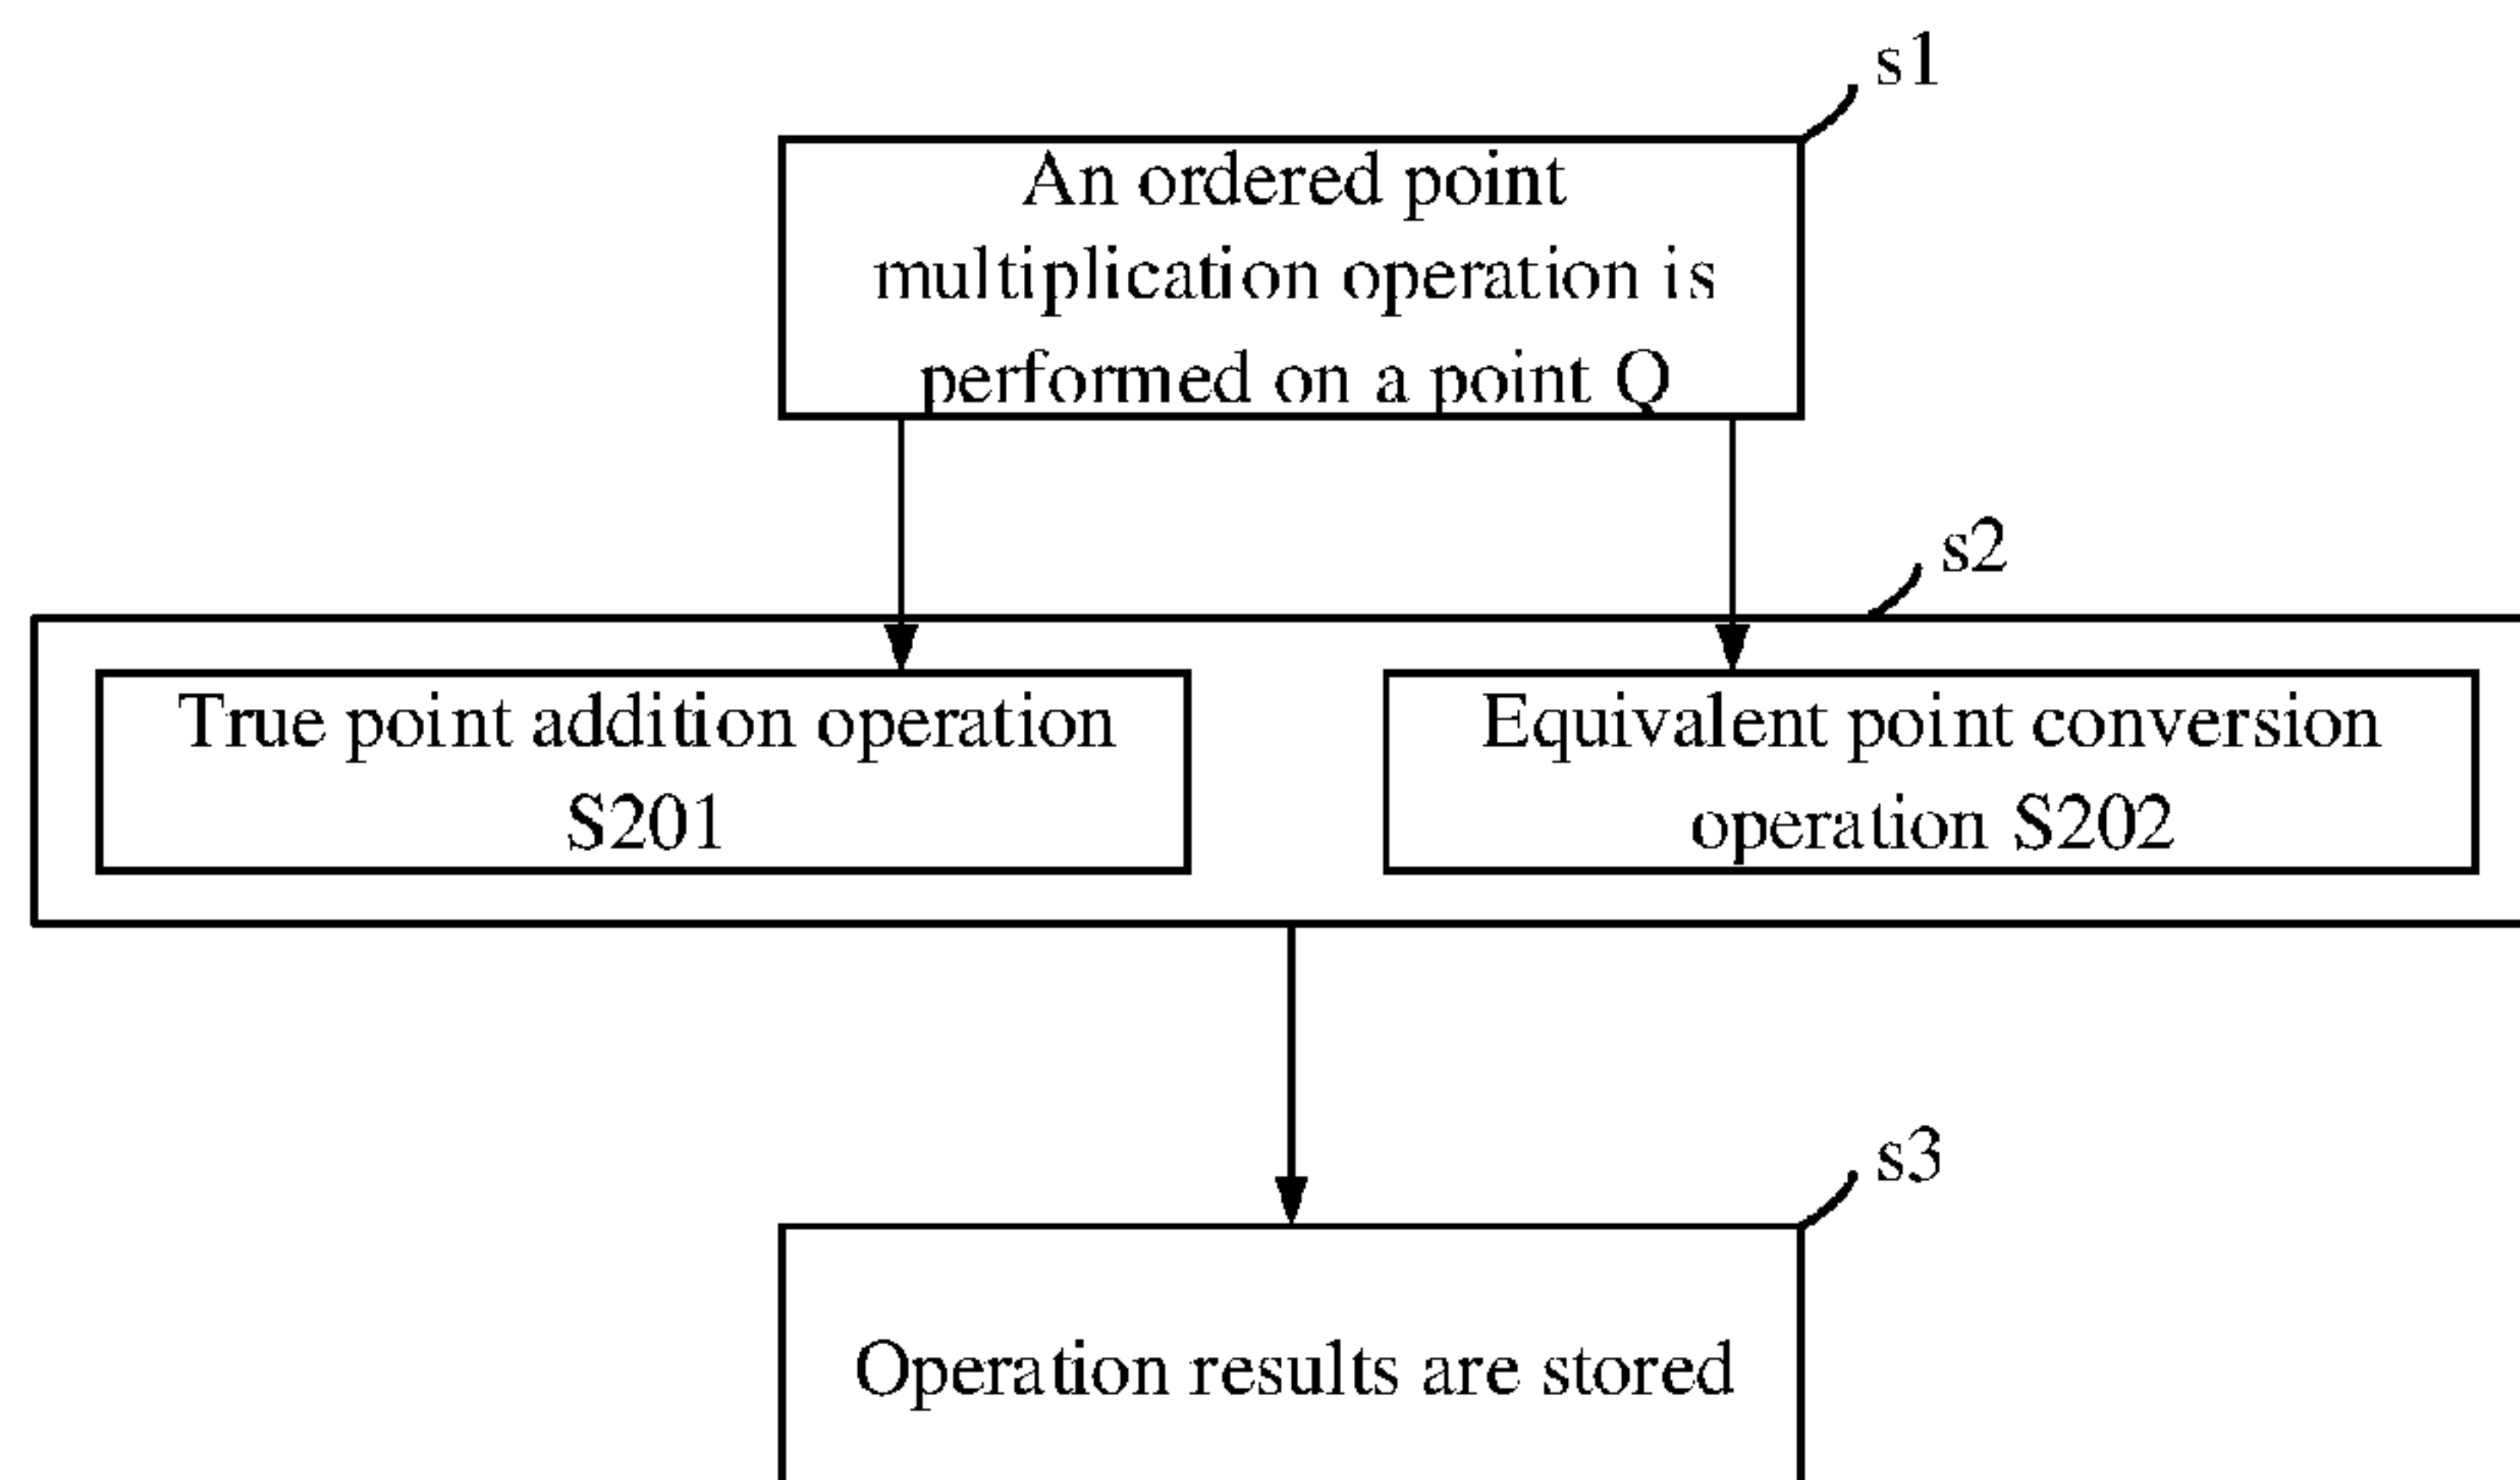 s1
An ordered point
multiplication operation is
performed on a point Q
s2
True point addition operation
S201
Equivalent point conversion
operation S202
s3
Operation results are stored